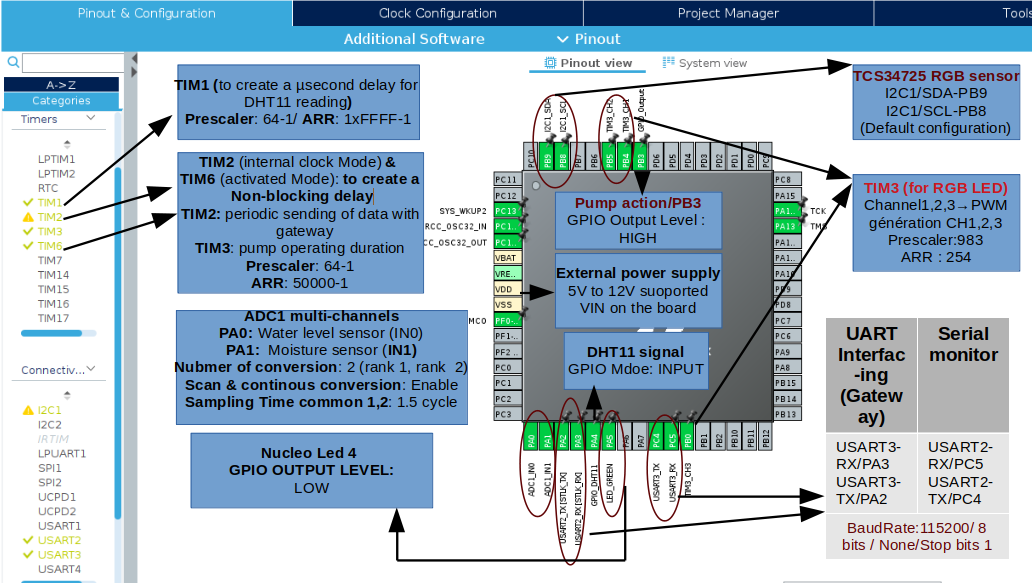 Pinout & Configuration
Clock Configuration
Project Manager
Tools
Additional Software
Pinout
Pinout view
System view
A->Z
Categories
Timers
LPTIM1
LPTIM2
RTC
TIM1
TIM2
TIM3
TIM6
TIM7
TIM14
TIM15
TIM16
TIM17
Connectiv...
I2C1
I2C2
IRTIM
LPUART1
SPI1
SPI2
UCPD1
UCPD2
USART1
USART2
USART3
USART4
TIM1 (to create a µsecond delay for
DHT11 reading)
Prescaler: 64-1/ ARR: 1xFFFF-1
TIM2 (internal clock Mode) &
TIM6 (activated Mode): to create a
Non-blocking delay
TIM2: periodic sending of data with
gateway
TIM3: pump operating duration
Prescaler: 64-1
ARR: 50000-1
ADC1 multi-channels
PA0: Water level sensor (IN0)
PA1: Moisture sensor (IN1)
Nubmer of conversion: 2 (rank 1, rank 2)
Scan & continous conversion: Enable
Sampling Time common 1,2: 1.5 cycle
Nucleo Led 4
GPIO OUTPUT LEVEL:
LOW
I2C1_SDA
I2C1_SCL
TIM3_CH2
TIM3_CH1
GPIO_Output
PC10
PB9
PB8
PB7
PB6
PB5
PB4
PB3
PD6
PD5
PD4
PD3
PD2
PD1
PD0
PC9
PC11
PC12
SYS_WKUP2
PC13
RCC_OSC32_IN
PC1..
CC_OSC32_OUT
PC1..
VBAT
VRE..
VDD
VSS
MCO
PF0-..
PF1-..
PF2 ..
PC0
PC1
PC2
PC3
PC8
PA15
PA1..
TCK
PA13
TMS
PA1..
PA10
PD9
PD8
PC7
PC6
PA9
PA8
PB15
PB14
PB13
Pump action/PB3
GPIO Output Level :
HIGH
External power supply
5V to 12V suoported
VIN on the board
DHT11 signal
GPIO Mdoe: INPUT
PA0
PA1
PA2
PA3
PA4
PA5
PA6
PA7
PC4
PC5
PB0
PB1
PB2
PB10
PB11
PB12
ADC1_IN0
ADC1_IN1
USART2_TX [STLK_TX]
USART2_RX [STLK_RX]
GPIO_DHT11
LED_GREEN
USART3_TX
USART3_RX
TIM3_CH3
TCS34725 RGB sensor
I2C1/SDA-PB9
I2C1/SCL-PB8
(Default configuration)
TIM3 (for RGB LED)
Channel1,2,3→PWM
génération CH1,2,3
Prescaler:983
ARR : 254
UART
Interfac
-ing
(Gatew
ay)
Serial
monitor
USART3-
RX/PA3
USART3-
TX/PA2
USART2-
RX/PC5
USART2-
TX/PC4
BaudRate:115200/ 8
bits / None/Stop bits 1